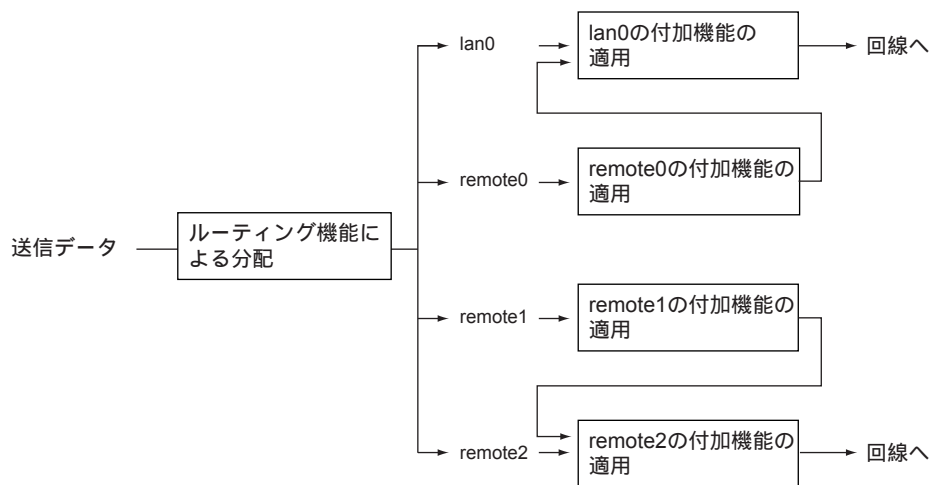 lan0
lan0の付加機能の
適用
回線へ
remote0
remote0の付加機能の
適用
送信データ
ルーティング機能に
よる分配
remote1
remote1の付加機能の
適用
remote2
remote2の付加機能の
適用
回線へ